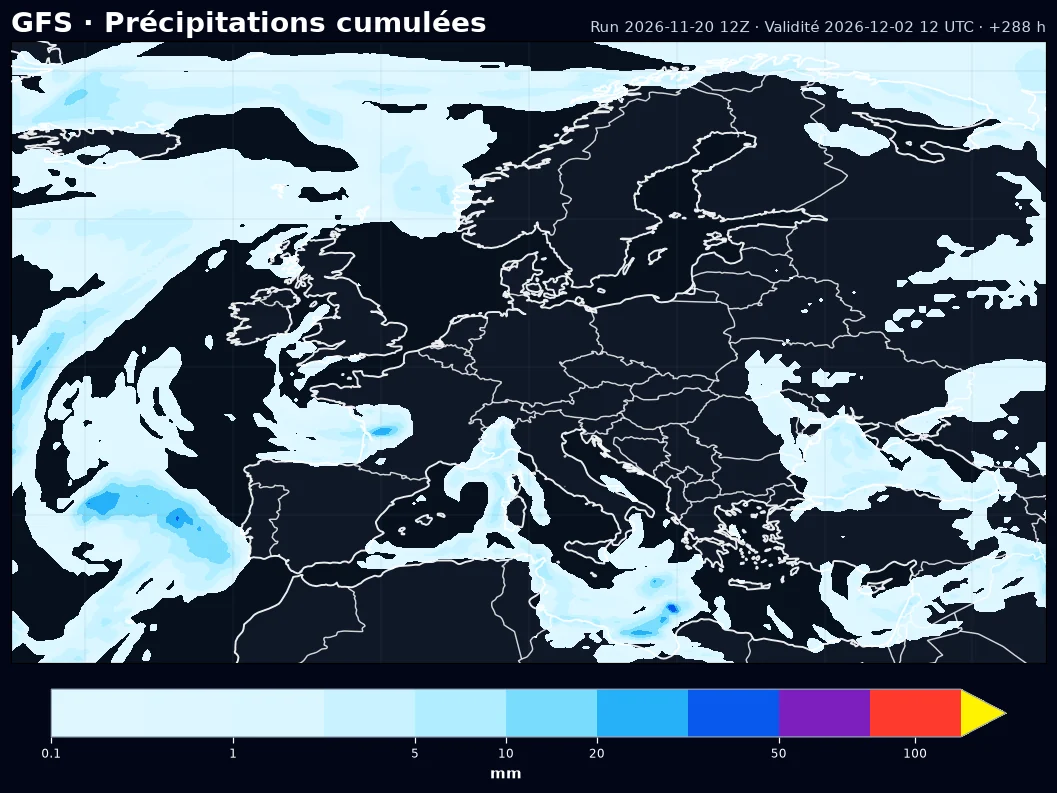 GFS · Précipitations cumulées
Run 2026-11-20 12Z · Validité 2026-12-02 12 UTC · +288 h
0.1 1 5 10 20 50 100
mm